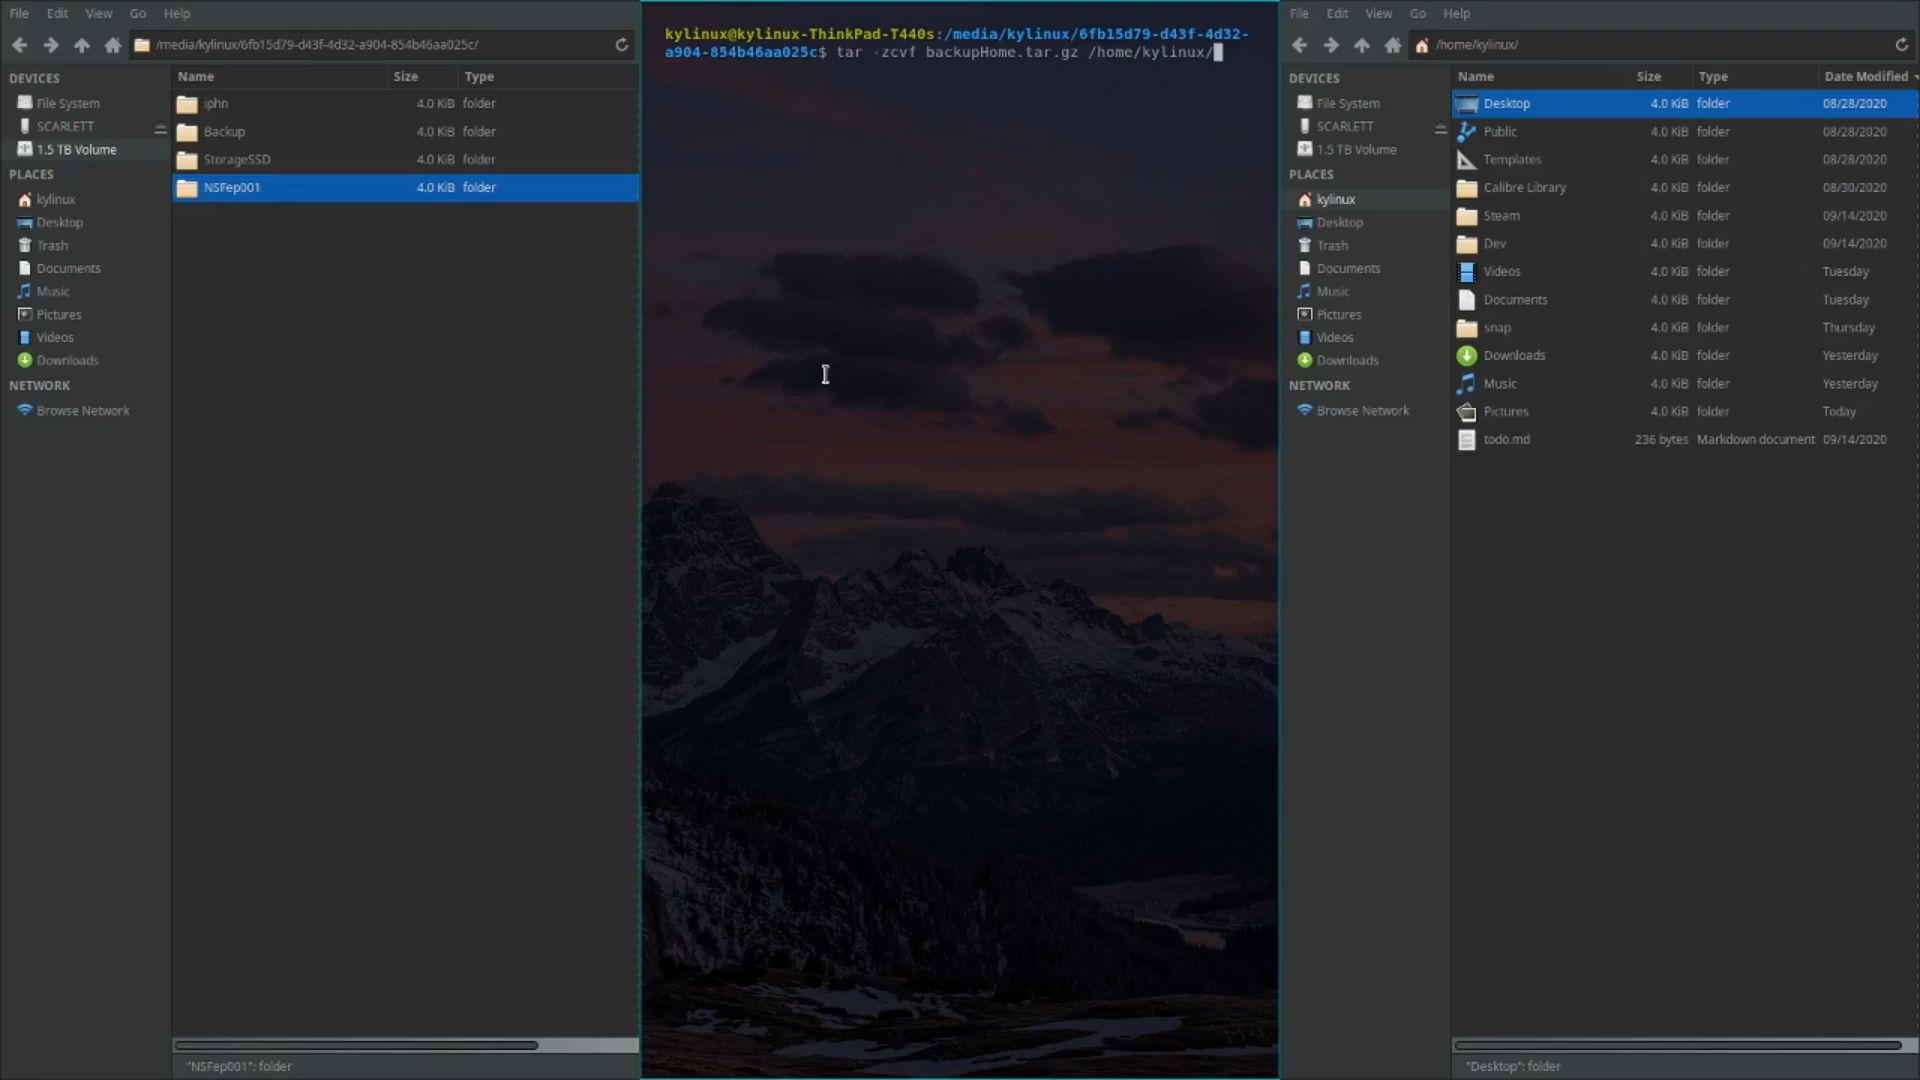 File Edit View Go Help
/media/kylinux/6fb15d79-d43f-4d32-a904-854b46aa025c/
DEVICES
File System
SCARLETT
1.5 TB Volume
PLACES
kylinux
Desktop
Trash
Documents
Music
Pictures
Videos
Downloads
NETWORK
Browse Network
Name Size Type
iphn 4.0 KiB folder
Backup 4.0 KiB folder
StorageSSD 4.0 KiB folder
NSFep001 4.0 KiB folder
"NSFep001": folder
kylinux@kylinux-ThinkPad-T440s:/media/kylinux/6fb15d79-d43f-4d32-
a904-854b46aa025c$ tar -zcvf backupHome.tar.gz /home/kylinux/
File Edit View Go Help
/home/kylinux/
DEVICES
File System
SCARLETT
1.5 TB Volume
PLACES
kylinux
Desktop
Trash
Documents
Music
Pictures
Videos
Downloads
NETWORK
Browse Network
Name Size Type Date Modified
Desktop 4.0 KiB folder 08/28/2020
Public 4.0 KiB folder 08/28/2020
Templates 4.0 KiB folder 08/28/2020
Calibre Library 4.0 KiB folder 08/30/2020
Steam 4.0 KiB folder 09/14/2020
Dev 4.0 KiB folder 09/14/2020
Videos 4.0 KiB folder Tuesday
Documents 4.0 KiB folder Tuesday
snap 4.0 KiB folder Thursday
Downloads 4.0 KiB folder Yesterday
Music 4.0 KiB folder Yesterday
Pictures 4.0 KiB folder Today
todo.md 236 bytes Markdown document 09/14/2020
"Desktop": folder